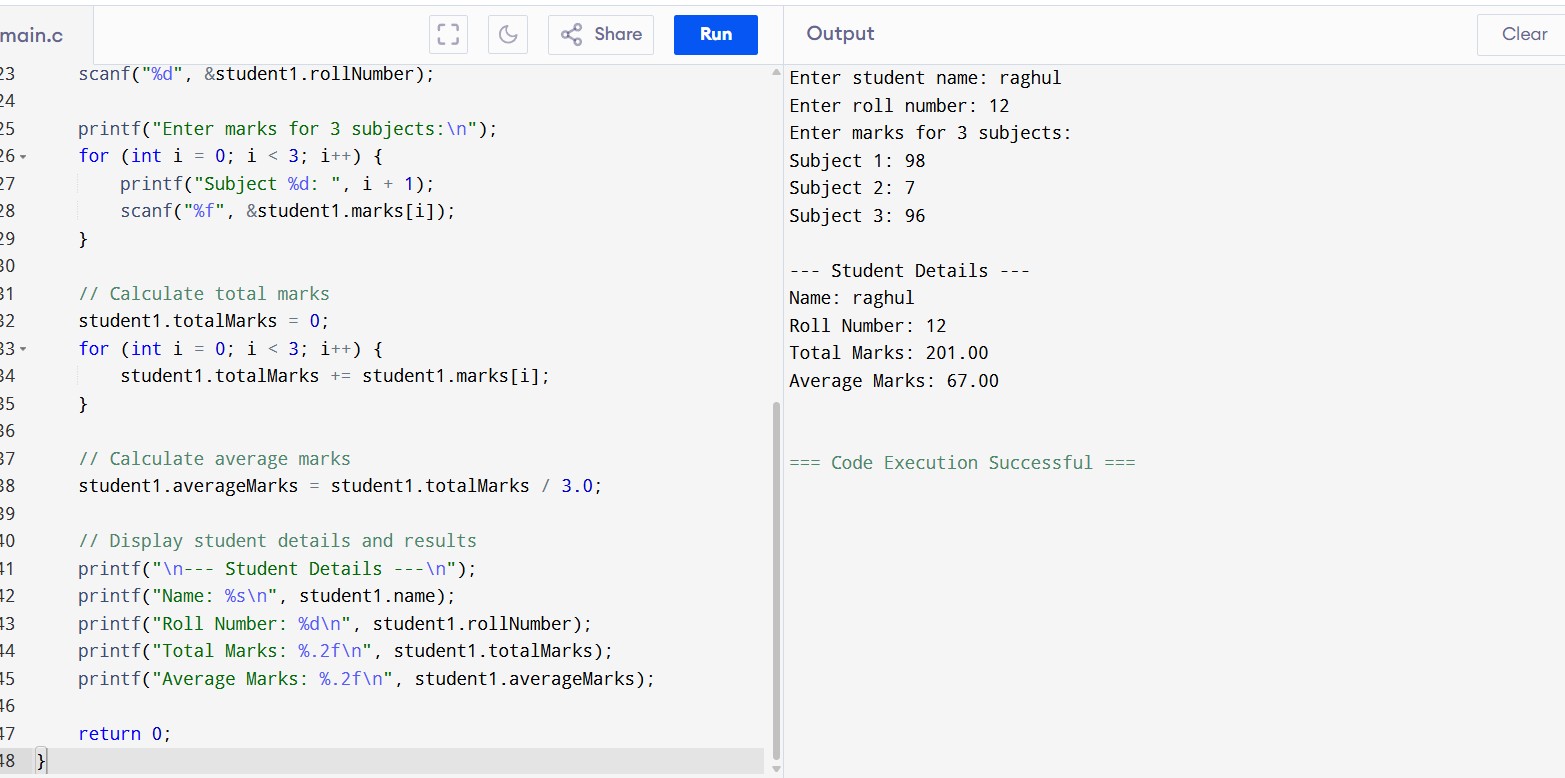 main.c
Share
Run
Output
Clear
23 scanf("%d", &student1.rollNumber);
24
25 printf("Enter marks for 3 subjects:\n");
26 for (int i = 0; i < 3; i++) {
27 printf("Subject %d: ", i + 1);
28 scanf("%f", &student1.marks[i]);
29 }
30
31 // Calculate total marks
32 student1.totalMarks = 0;
33 for (int i = 0; i < 3; i++) {
34 student1.totalMarks += student1.marks[i];
35 }
36
37 // Calculate average marks
38 student1.averageMarks = student1.totalMarks / 3.0;
39
40 // Display student details and results
41 printf("\n--- Student Details ---\n");
42 printf("Name: %s\n", student1.name);
43 printf("Roll Number: %d\n", student1.rollNumber);
44 printf("Total Marks: %.2f\n", student1.totalMarks);
45 printf("Average Marks: %.2f\n", student1.averageMarks);
46
47 return 0;
48 }
Enter student name: raghul
Enter roll number: 12
Enter marks for 3 subjects:
Subject 1: 98
Subject 2: 7
Subject 3: 96
--- Student Details ---
Name: raghul
Roll Number: 12
Total Marks: 201.00
Average Marks: 67.00
=== Code Execution Successful ===